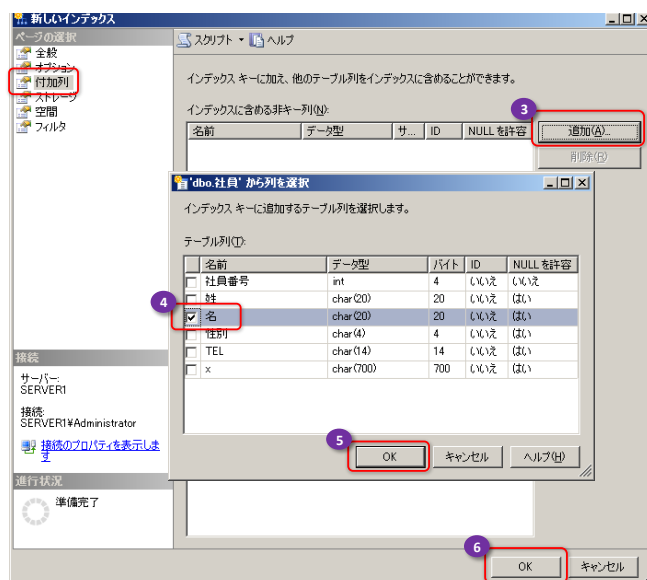 新しいインデックス
ページの選択
全般
オプション
付加列
ストレージ
空間
フィルタ
スクリプト ヘルプ
インデックス キーに加え、他のテーブル列をインデックスに含めることができます。
インデックスに含める非キー列(N):
3
名前 データ型 サ... ID NULL を許容
追加(A)...
削除(R)
'dbo.社員' から列を選択
インデックス キーに追加するテーブル列を選択します。
テーブル列(T):
名前 データ型 バイト ID NULL を許容
社員番号 int 4 いいえ いいえ
姓 char(20) 20 いいえ はい
4
名 char(20) 20 いいえ はい
性別 char(4) 4 いいえ はい
TEL char(14) 14 いいえ はい
x char(700) 700 いいえ はい
5
OK キャンセル ヘルプ(H)
接続
サーバー:
SERVER1
接続:
SERVER1¥Administrator
接続のプロパティを表示しま
す
進行状況
準備完了
6
OK キャンセル